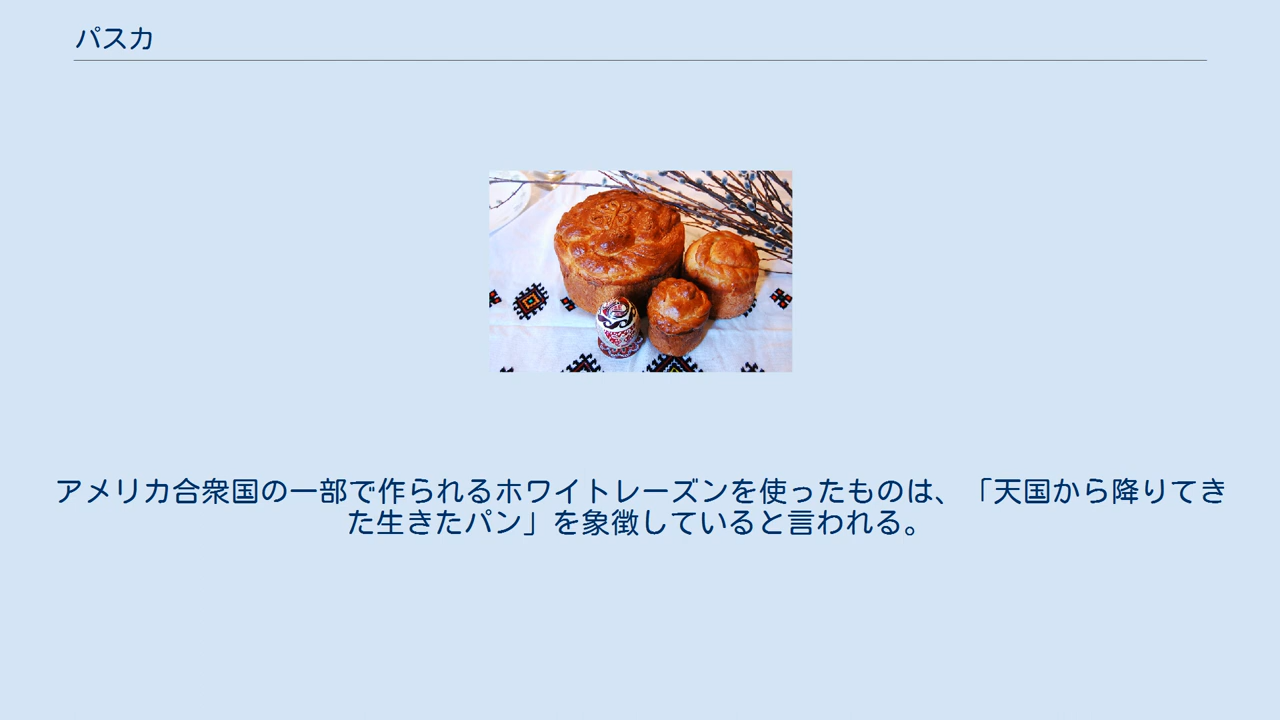 パスカ
アメリカ合衆国の一部で作られるホワイトレーズンを使ったものは、「天国から降りてき
た生きたパン」を象徴していると言われる。